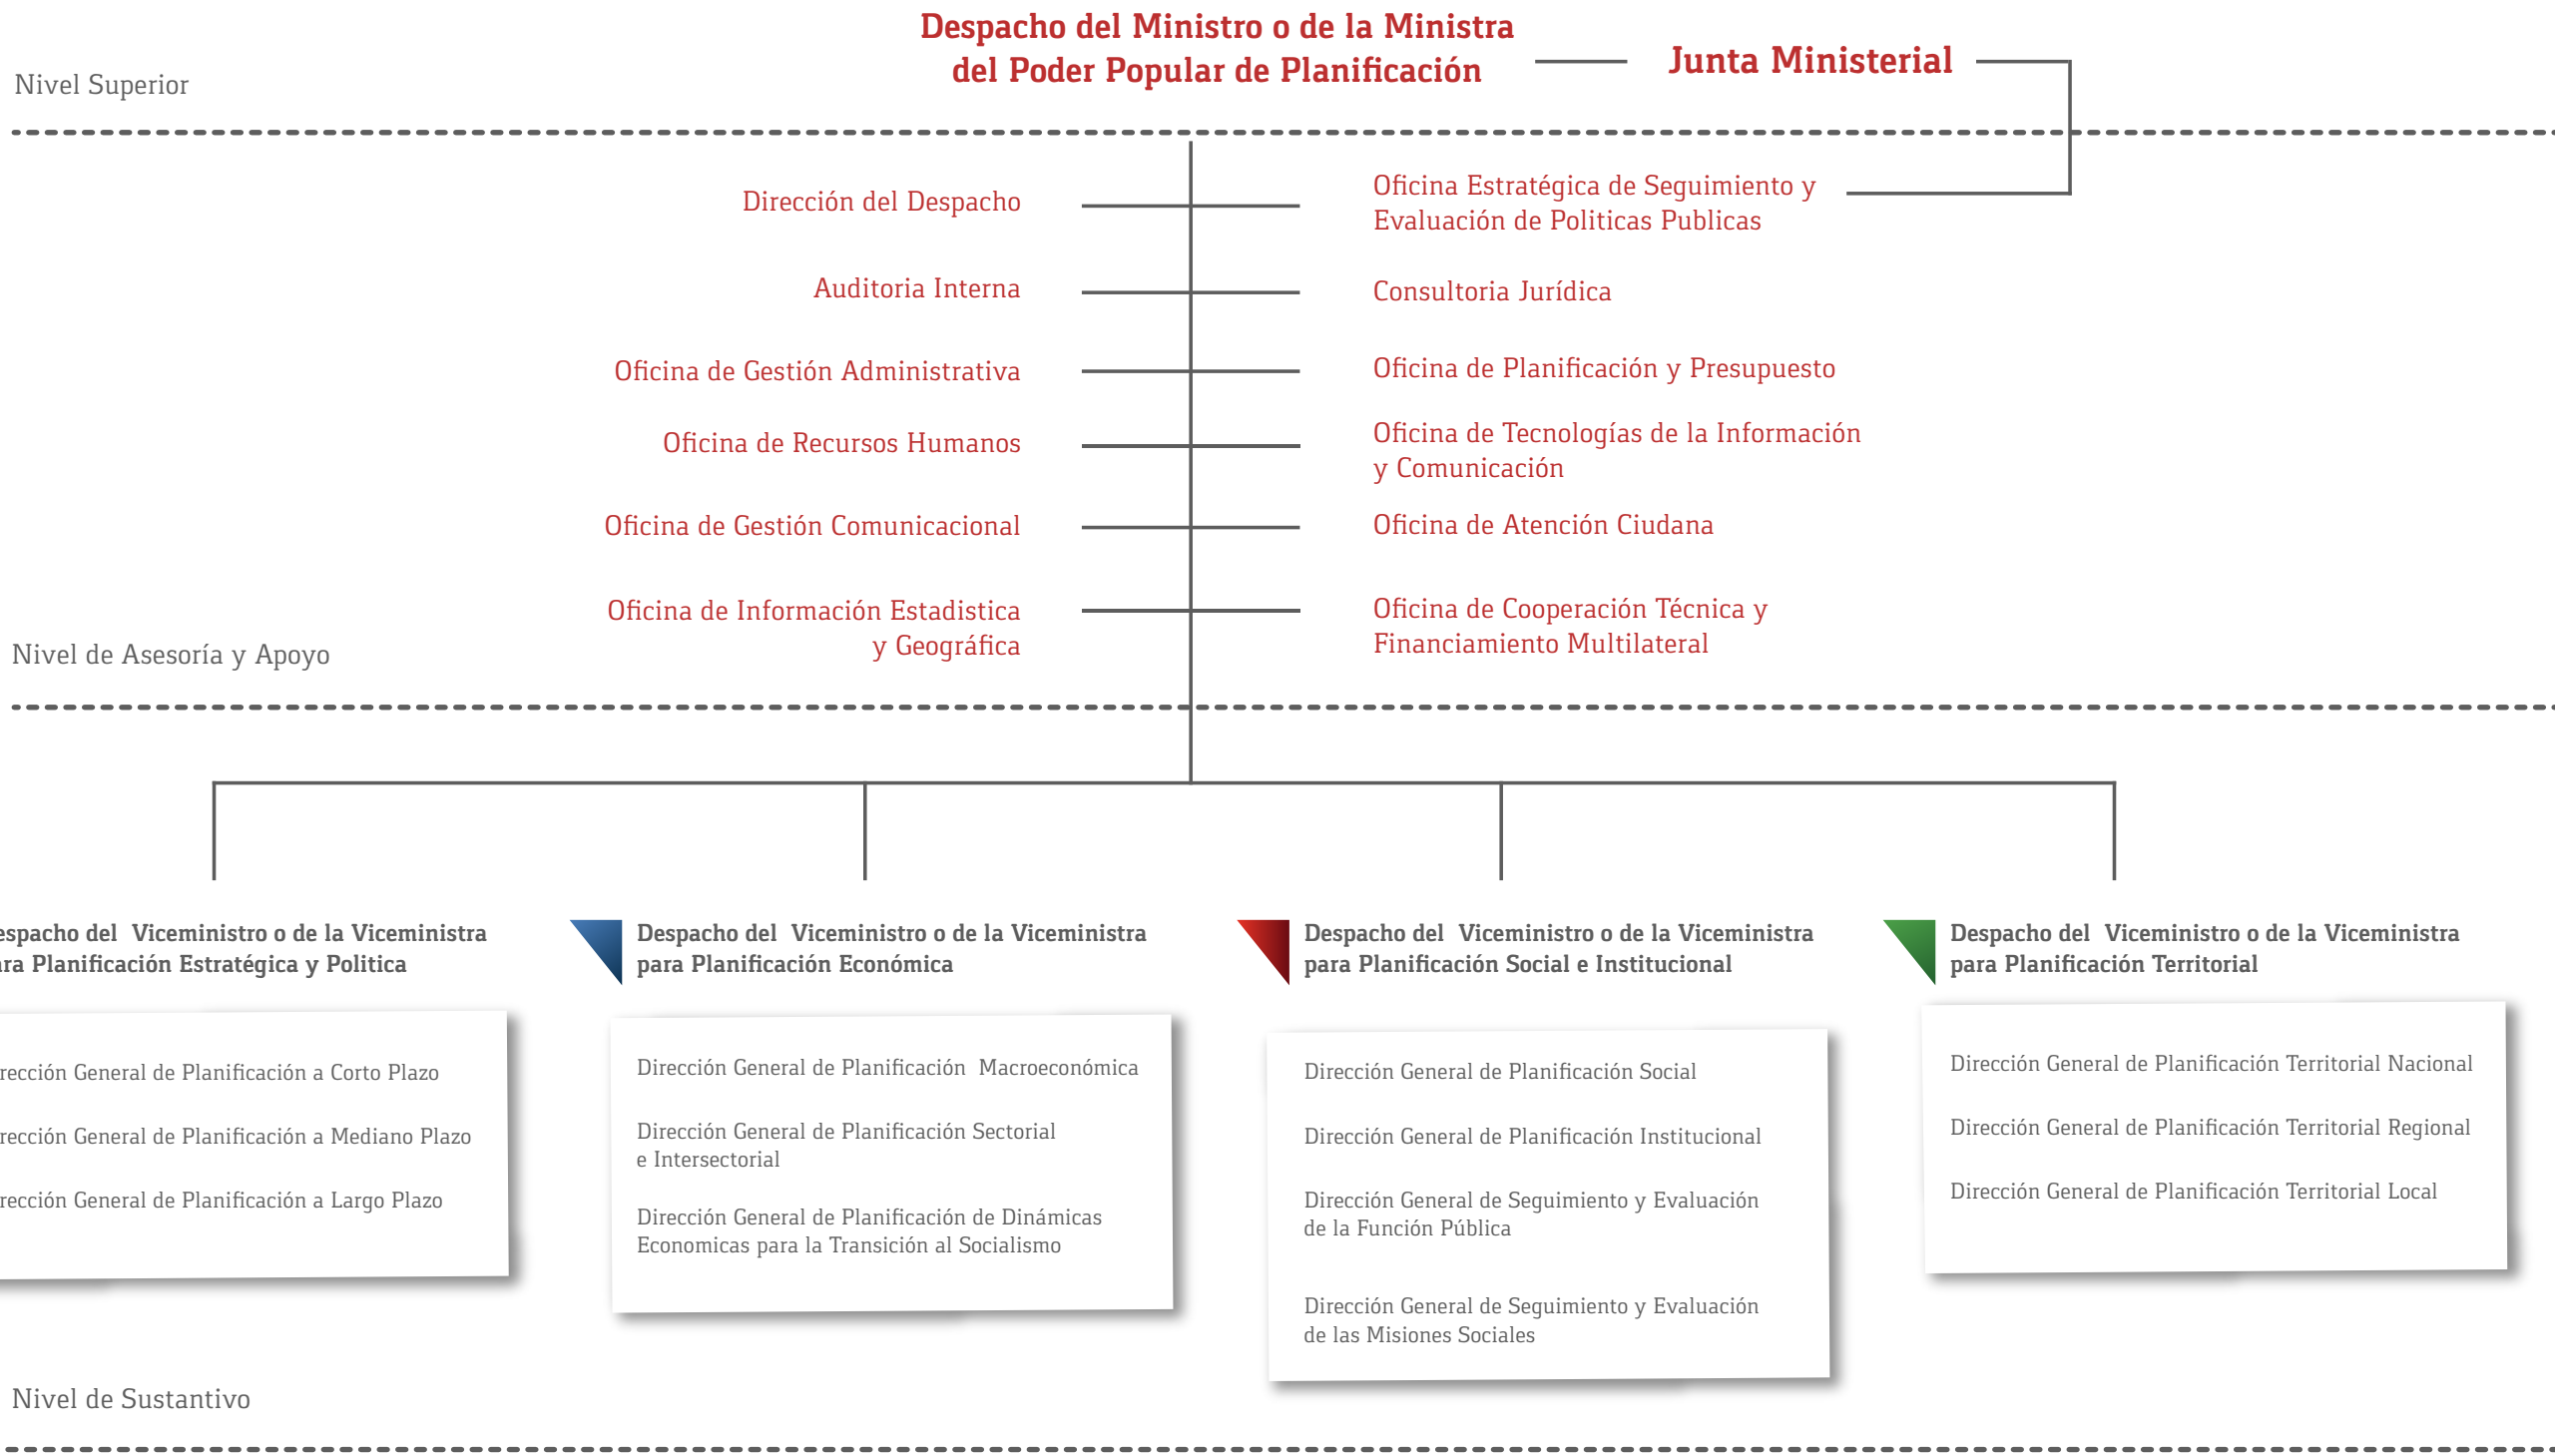 Despacho del Ministro o de la Ministra
del Poder Popular de Planificación
Junta Ministerial
Nivel Superior
Dirección del Despacho
Oficina Estratégica de Seguimiento y
Evaluación de Politicas Publicas
Auditoria Interna
Consultoria Jurídica
Oficina de Gestión Administrativa
Oficina de Planificación y Presupuesto
Oficina de Recursos Humanos
Oficina de Tecnologías de la Información
y Comunicación
Oficina de Gestión Comunicacional
Oficina de Atención Ciudana
Oficina de Información Estadistica
y Geográfica
Oficina de Cooperación Técnica y
Financiamiento Multilateral
Nivel de Asesoría y Apoyo
espacho del Viceministro o de la Viceministra
ra Planificación Estratégica y Politica
rección General de Planificación a Corto Plazo
rección General de Planificación a Mediano Plazo
rección General de Planificación a Largo Plazo
Despacho del Viceministro o de la Viceministra
para Planificación Económica
Dirección General de Planificación Macroeconómica
Dirección General de Planificación Sectorial
e Intersectorial
Dirección General de Planificación de Dinámicas
Economicas para la Transición al Socialismo
Despacho del Viceministro o de la Viceministra
para Planificación Social e Institucional
Dirección General de Planificación Social
Dirección General de Planificación Institucional
Dirección General de Seguimiento y Evaluación
de la Función Pública
Dirección General de Seguimiento y Evaluación
de las Misiones Sociales
Despacho del Viceministro o de la Viceministra
para Planificación Territorial
Dirección General de Planificación Territorial Nacional
Dirección General de Planificación Territorial Regional
Dirección General de Planificación Territorial Local
Nivel de Sustantivo